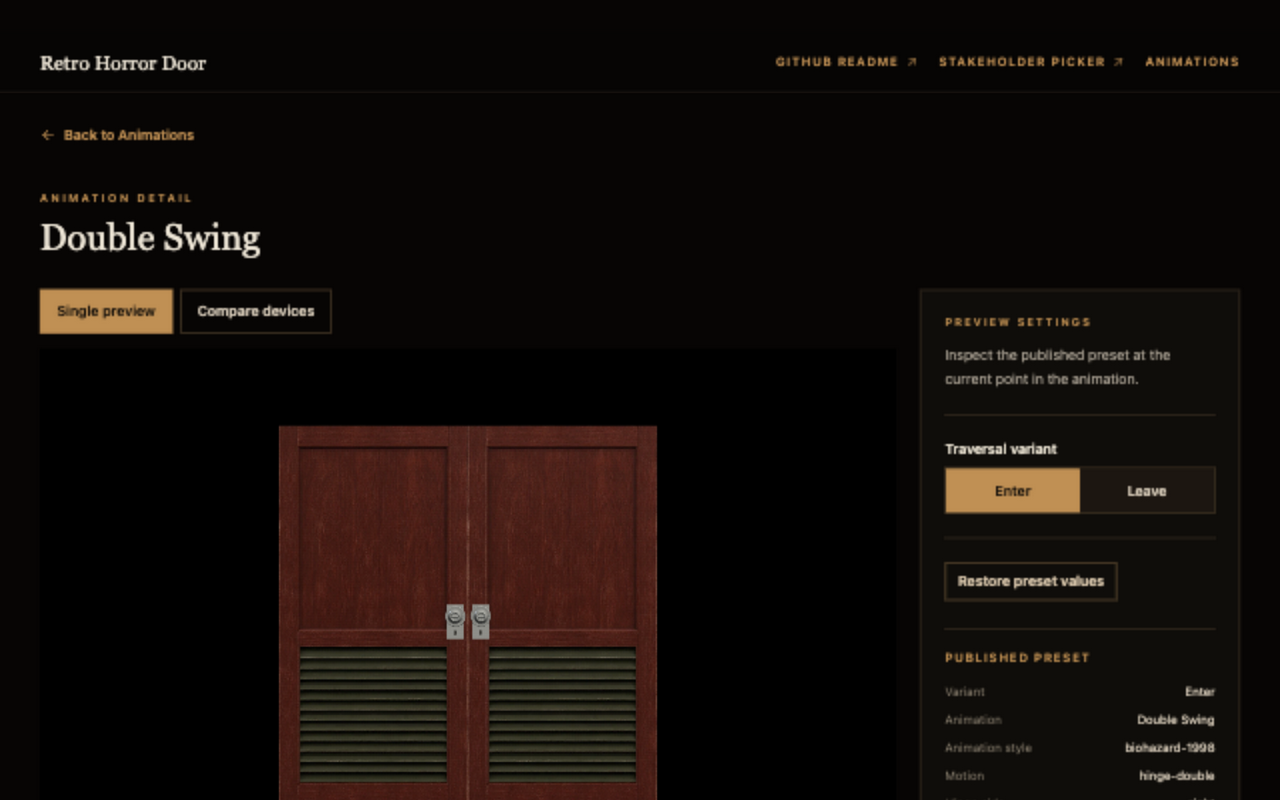 Retro Horror Door
GITHUB README ↗
STAKEHOLDER PICKER ↗
ANIMATIONS
← Back to Animations
ANIMATION DETAIL
Double Swing
Single preview
Compare devices
PREVIEW SETTINGS
Inspect the published preset at the
current point in the animation.
Traversal variant
Enter
Leave
Restore preset values
PUBLISHED PRESET
Variant Enter
Animation Double Swing
Animation style biohazard-1998
Motion hinge-double